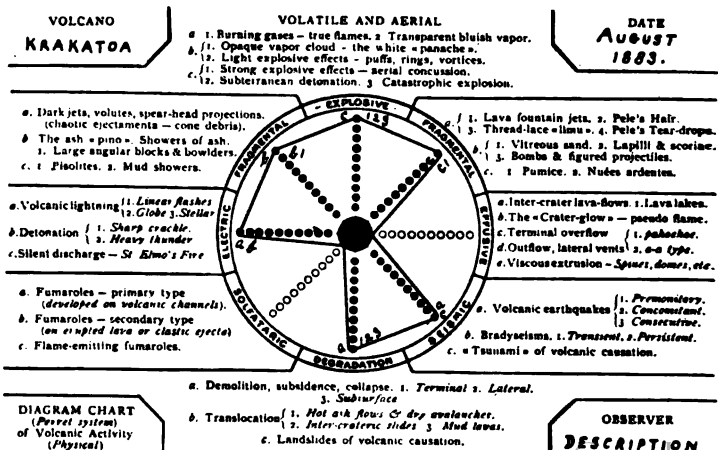 VOLCANO
KRAKATOA
VOLATILE AND AERIAL
a 1. Burning gases – true flames. 2 Transparent bluish vapor.
b. 1. Opaque vapor cloud - the white «panache».
2. Light explosive effects - puffs, rings, vortices.
c. 1. Strong explosive effects – aerial concussion.
2. Subterranean detonation. 3 Catastrophic explosion.
DATE
AUGUST
1883.
a. Dark jets, volutes, spear-head projections.
(chaotic ejectaments – cone debris).
b The ash «pino». Showers of ash.
1. Large angular blocks & bowlders.
c. 1 Pisolites. 2. Mud showers.
a. 1. Lava fountain jets. 2. Pele's Hair.
3. Thread-lace «limu». 4. Pele's Tear-drops.
b 1. Vitreous sand. 2. Lapilli & scoriae.
3. Bombs & figured projectiles.
c. 1 Pumice. 2. Nuées ardentes.
a. Volcanic lightning 1. Linear flashes
2. Globe 3. Stellar
b. Detonation 1. Sharp crackle.
2. Heavy thunder
c. Silent discharge – St Elmo's Fire
a. Inter-crater lava-flows. 1. Lava lakes.
b. The «Crater-glow» – pseudo flame.
c. Terminal overflow 1. pahoehoe.
d. Outflow, lateral vents 2. a-a type.
e. Viscous extrusion – Spines, domes, etc.
a. Fumaroles – primary type
(developed on volcanic channels).
b. Fumaroles – secondary type
(on erupted lava or clastic ejecta)
c. Flame-emitting fumaroles.
a. Volcanic earthquakes 1. Premonitory.
2. Concomitant.
3 Consecutive.
b. Bradyseisms. 1. Transient. 2. Persistent.
c. «Tsunami» of volcanic causation.
EXPLOSIVE
FRAGMENTAL
FRAGMENTAL
ELECTRIC
EFFUSIVE
SOLFATARIC
SEISMIC
DEGRADATION
c 1 2 3
b 1
c 1
a b
a 1 2 3
a. Demolition, subsidence, collapse. 1. Terminal 2. Lateral.
3. Subsurface
b. Translocation 1. Hot ash flows & dry avalanches.
2. Inter-crateric slides 3 Mud lavas.
c. Landslides of volcanic causation.
DIAGRAM CHART
(Perret system)
of Volcanic Activity
(Physical)
OBSERVER
DESCRIPTION